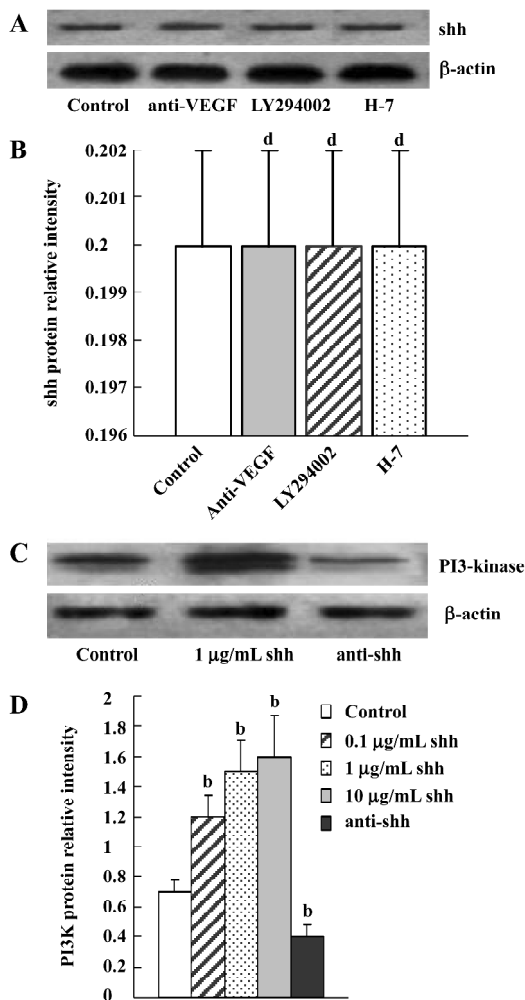 A
shh
β-actin
Control anti-VEGF LY294002 H-7
B
shh protein relative intensity
0.202
0.201
0.2
0.199
0.198
0.197
0.196
d d d
Control
Anti-VEGF
LY294002
H-7
C
PI3-kinase
β-actin
Control 1 μg/mL shh anti-shh
D
PI3K protein relative intensity
2
1.8
1.6
1.4
1.2
1
0.8
0.6
0.4
0.2
0
b b b b
Control
0.1 μg/mL shh
1 μg/mL shh
10 μg/mL shh
anti-shh